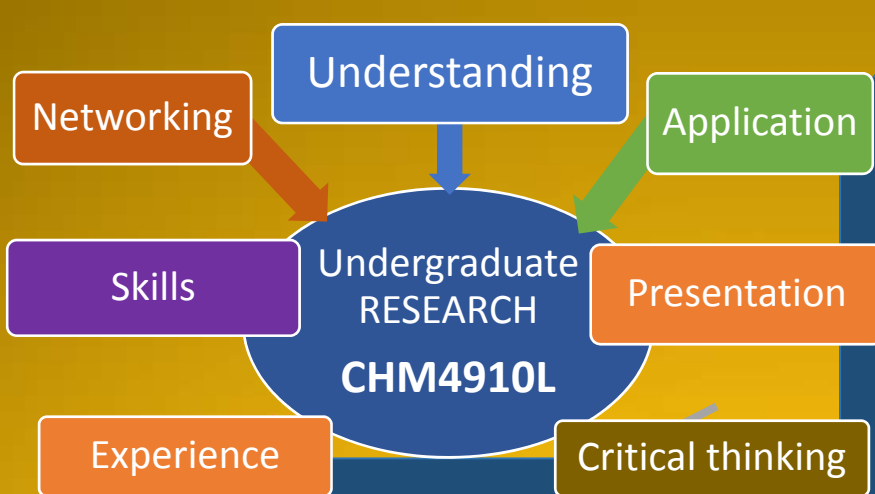 Understanding
Networking
Application
Skills
Undergraduate
RESEARCH
CHM4910L
Presentation
Experience
Critical thinking